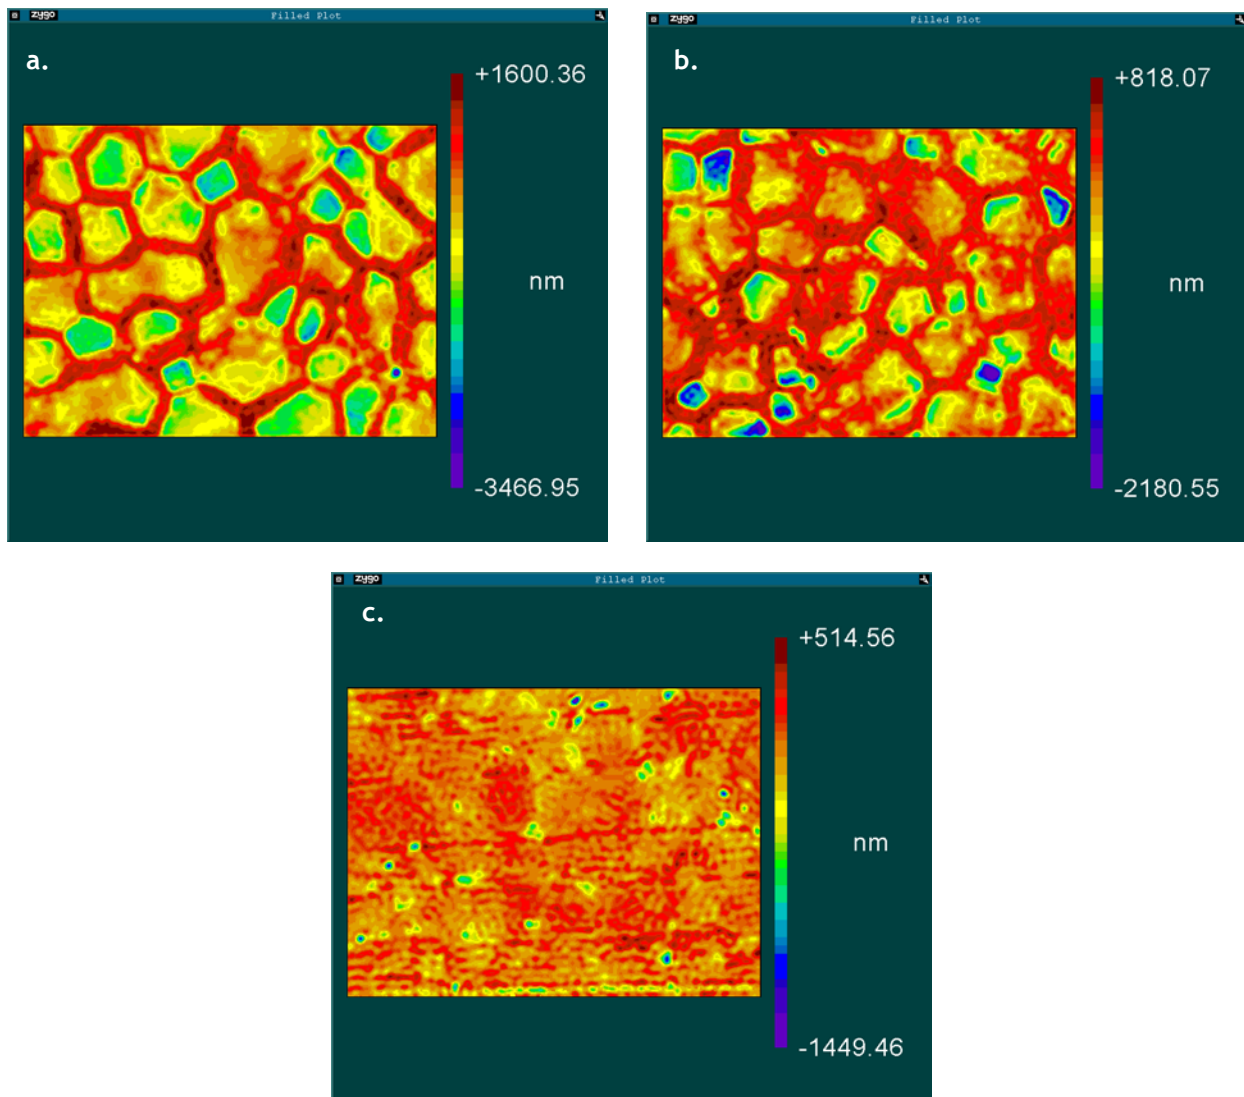 zygo
Filled Plot
a.
+1600.36
nm
-3466.95
zygo
Filled Plot
b.
+818.07
nm
-2180.55
zygo
Filled Plot
c.
+514.56
nm
-1449.46